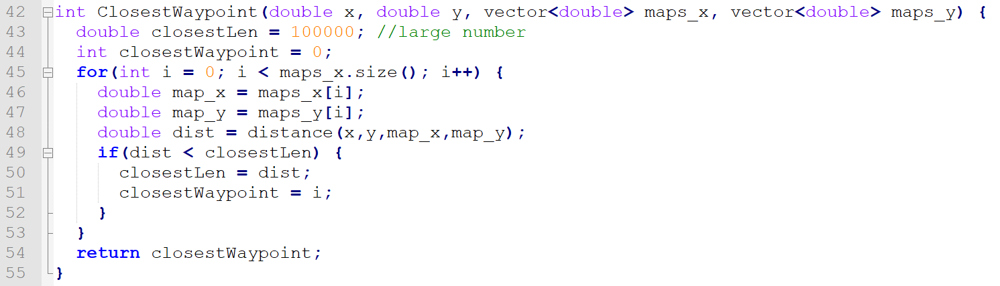 42 int ClosestWaypoint(double x, double y, vector<double> maps_x, vector<double> maps_y) {
43   double closestLen = 100000; //large number
44   int closestWaypoint = 0;
45   for(int i = 0; i < maps_x.size(); i++) {
46     double map_x = maps_x[i];
47     double map_y = maps_y[i];
48     double dist = distance(x,y,map_x,map_y);
49     if(dist < closestLen) {
50       closestLen = dist;
51       closestWaypoint = i;
52     }
53   }
54   return closestWaypoint;
55 }